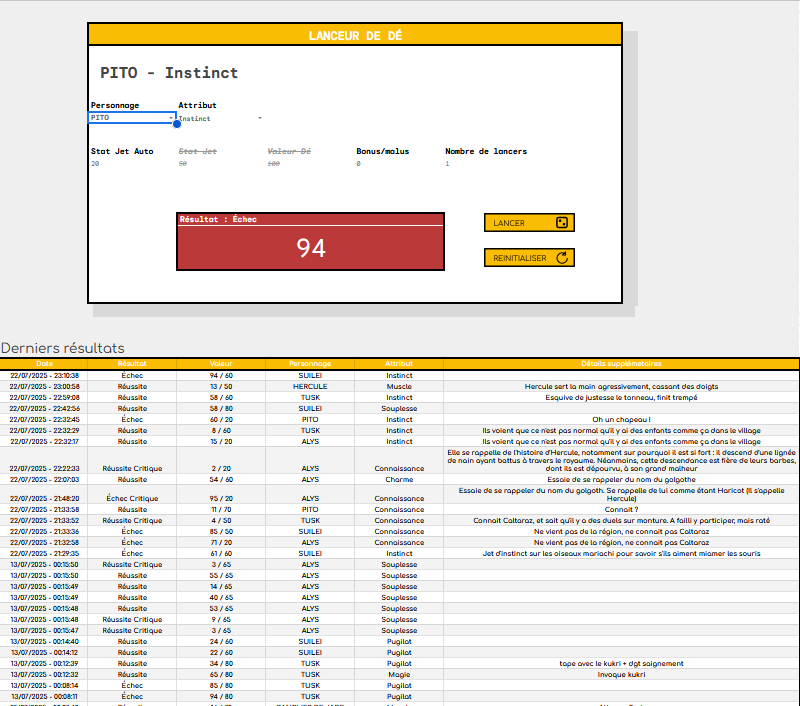 LANCEUR DE DÉ
PITO - Instinct
Personnage Attribut
PITO Instinct
Stat Jet Auto Stat Jet Valeur Dé Bonus/malus Nombre de lancers
20 50 100 0 1
Résultat : Échec
94
LANCER
REINITIALISER
Derniers résultats
Date Résultat Valeur Personnage Attribut Détails supplémetaires
22/07/2025 - 23:10:38 Échec 94 / 60 SUILEI Instinct
22/07/2025 - 23:00:58 Réussite 13 / 50 HERCULE Muscle Hercule sert la main agressivement, cassant des doigts
22/07/2025 - 22:59:08 Réussite 58 / 60 TUSK Instinct Esquive de justesse le tonneau, finit trempé
22/07/2025 - 22:42:56 Réussite 58 / 80 SUILEI Souplesse
22/07/2025 - 22:32:45 Échec 60 / 20 PITO Instinct Oh un chapeau !
22/07/2025 - 22:32:29 Réussite 8 / 60 TUSK Instinct Ils voient que ce n'est pas normal qu'il y ai des enfants comme ça dans le village
22/07/2025 - 22:32:17 Réussite 15 / 20 ALYS Instinct Ils voient que ce n'est pas normal qu'il y ai des enfants comme ça dans le village
Elle se rappelle de l'histoire d'Hercule, notamment sur pourquoi il est si fort : il descend d'une lignée
de nain ayant battus à travers le royaume. Néanmoins, cette descendance est fière de leurs barbes,
22/07/2025 - 22:22:33 Réussite Critique 2 / 20 ALYS Connaissance dont ils est dépourvu, à son grand malheur
22/07/2025 - 22:07:03 Réussite 54 / 60 ALYS Charme Essaie de se rappeler du nom du golgothe
Essaie de se rappeler du nom du golgoth. Se rappelle de lui comme étant Haricot (Il s'appelle
22/07/2025 - 21:48:20 Échec Critique 95 / 20 ALYS Connaissance Hercule)
22/07/2025 - 21:33:58 Réussite 11 / 70 PITO Connaissance Connait ?
22/07/2025 - 21:33:52 Réussite Critique 4 / 50 TUSK Connaissance Connait Caltaraz, et sait qu'il y a des duels sur monture. A failli y participer, mais raté
22/07/2025 - 21:33:36 Échec 85 / 50 SUILEI Connaissance Ne vient pas de la région, ne connait pas Caltaraz
22/07/2025 - 21:32:58 Échec 71 / 20 ALYS Connaissance Ne vient pas de la région, ne connait pas Caltaraz
22/07/2025 - 21:29:35 Échec 61 / 60 SUILEI Instinct Jet d'instinct sur les oiseaux mariachi pour savoir s'ils aiment miamer les souris
13/07/2025 - 00:15:50 Réussite Critique 3 / 65 ALYS Souplesse
13/07/2025 - 00:15:50 Réussite 55 / 65 ALYS Souplesse
13/07/2025 - 00:15:49 Réussite 14 / 65 ALYS Souplesse
13/07/2025 - 00:15:49 Réussite 40 / 65 ALYS Souplesse
13/07/2025 - 00:15:48 Réussite 53 / 65 ALYS Souplesse
13/07/2025 - 00:15:48 Réussite Critique 9 / 65 ALYS Souplesse
13/07/2025 - 00:15:47 Réussite Critique 3 / 65 ALYS Souplesse
13/07/2025 - 00:14:40 Réussite 24 / 60 SUILEI Pugilat
13/07/2025 - 00:14:12 Réussite 22 / 60 SUILEI Pugilat
13/07/2025 - 00:12:39 Réussite 34 / 80 TUSK Pugilat tape avec le kukri + dgt saignement
13/07/2025 - 00:12:32 Réussite 65 / 80 TUSK Magie Invoque kukri
13/07/2025 - 00:08:14 Échec 85 / 80 TUSK Pugilat
13/07/2025 - 00:08:11 Échec 94 / 80 TUSK Pugilat